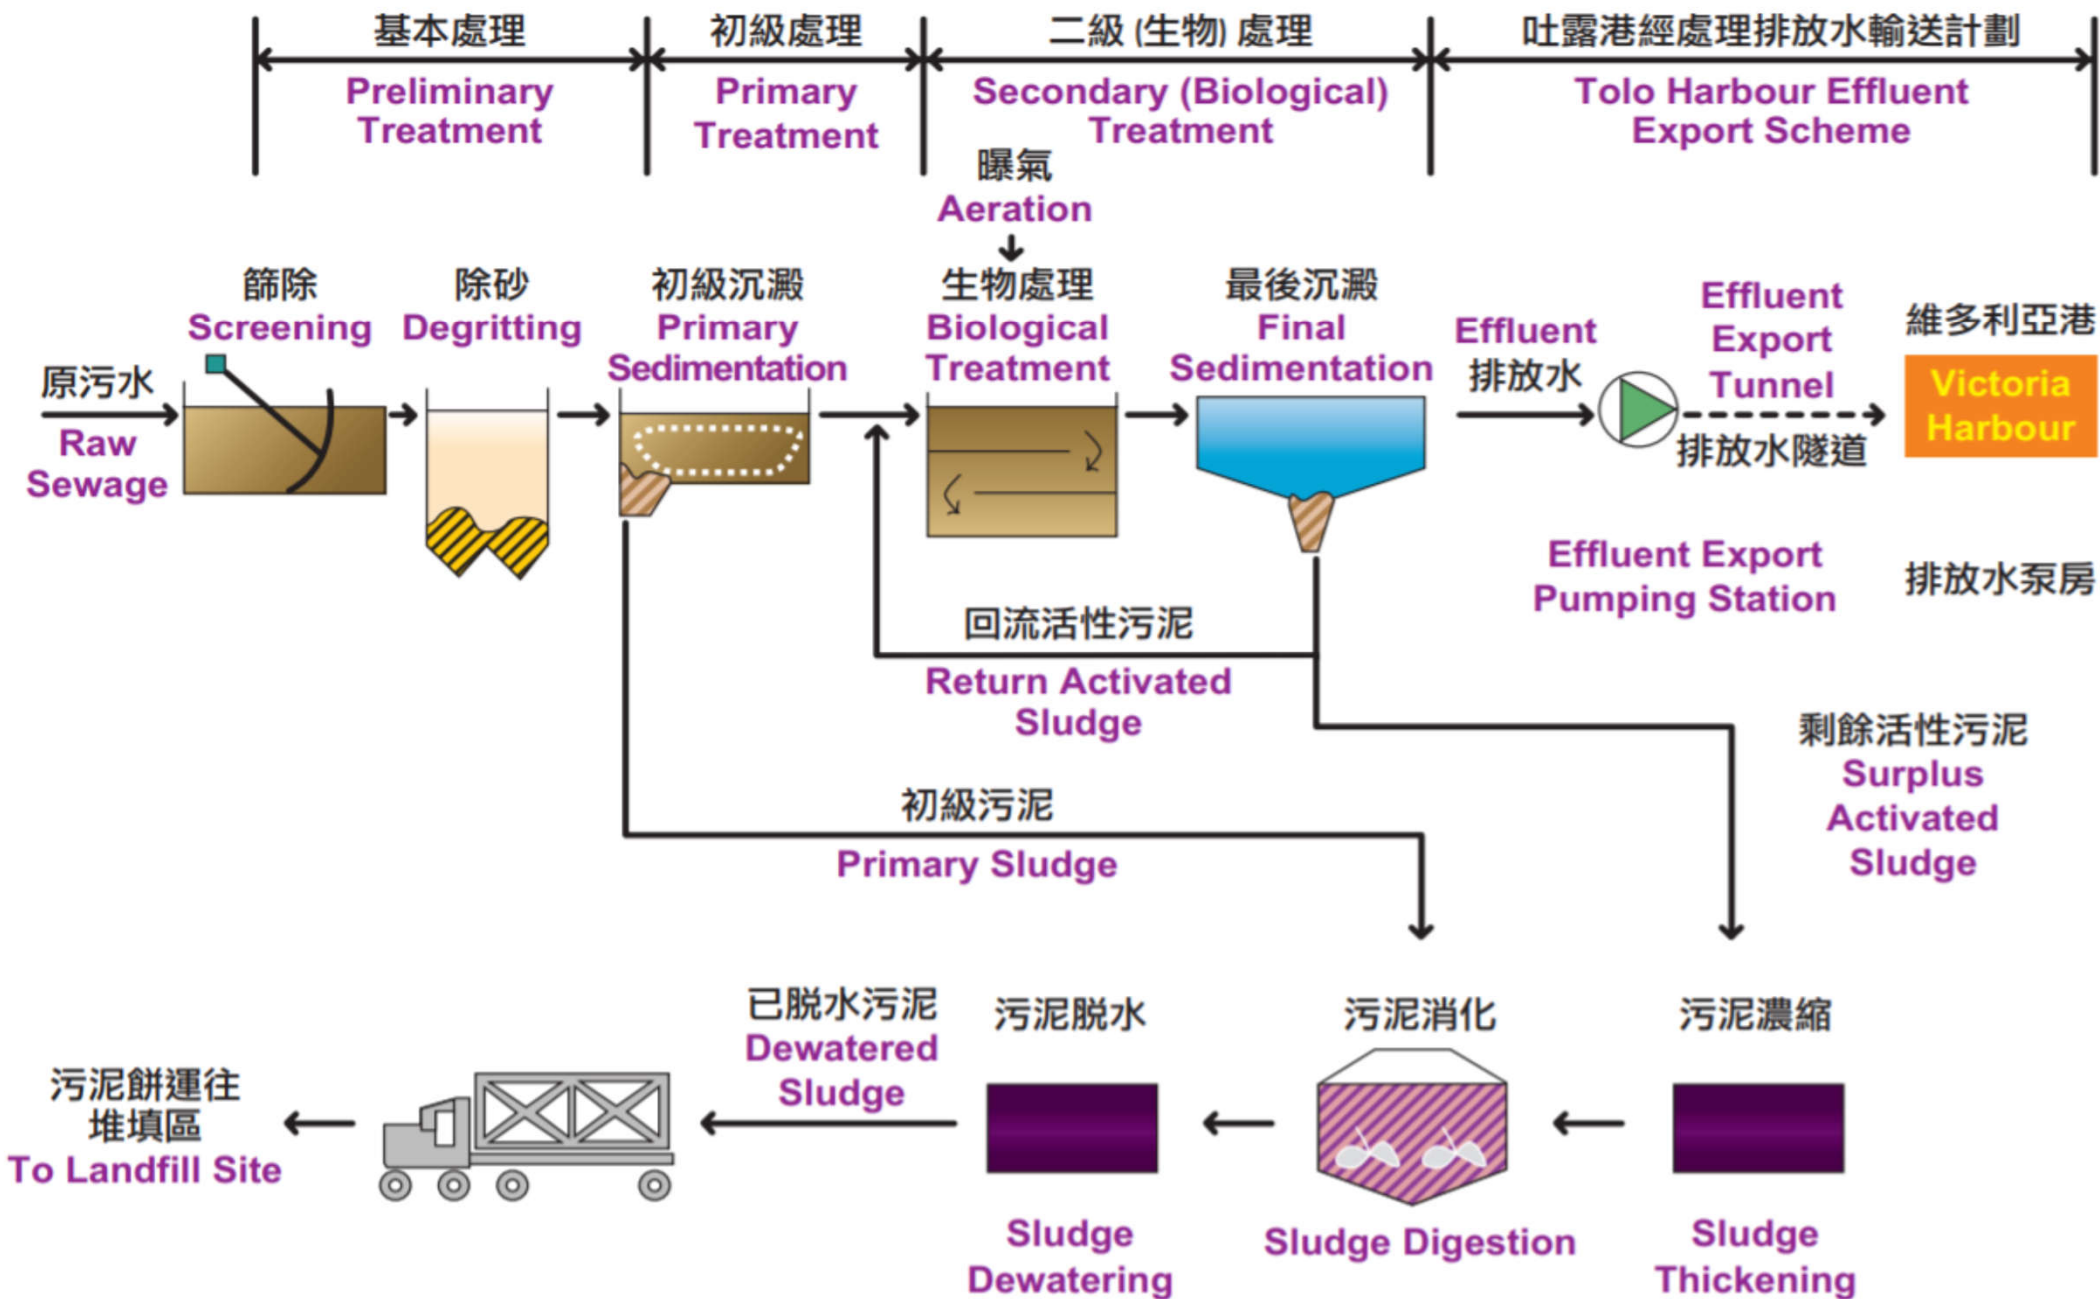 基本處理
Preliminary
Treatment
初級處理
Primary
Treatment
二級 (生物) 處理
Secondary (Biological)
Treatment
吐露港經處理排放水輸送計劃
Tolo Harbour Effluent
Export Scheme
曝氣
Aeration
原污水
Raw
Sewage
篩除
Screening
除砂
Degritting
初級沉澱
Primary
Sedimentation
生物處理
Biological
Treatment
最後沉澱
Final
Sedimentation
Effluent
排放水
Effluent
Export
Tunnel
排放水隧道
維多利亞港
Victoria
Harbour
Effluent Export
Pumping Station
排放水泵房
回流活性污泥
Return Activated
Sludge
剩餘活性污泥
Surplus
Activated
Sludge
初級污泥
Primary Sludge
污泥餅運往
堆填區
To Landfill Site
已脱水污泥
Dewatered
Sludge
污泥脱水
Sludge
Dewatering
污泥消化
Sludge Digestion
污泥濃縮
Sludge
Thickening